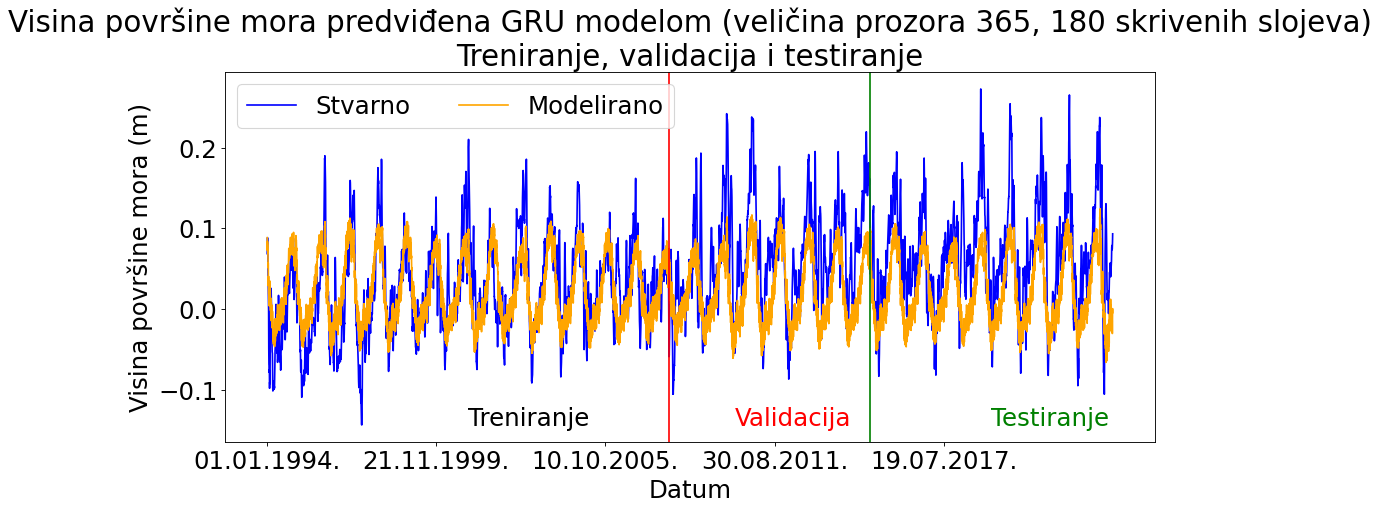 Visina površine mora predviđena GRU modelom (veličina prozora 365, 180 skrivenih slojeva)
Treniranje, validacija i testiranje
Stvarno Modelirano
Visina površine mora (m)
0.2
0.1
0.0
−0.1
Treniranje Validacija Testiranje
01.01.1994. 21.11.1999. 10.10.2005. 30.08.2011. 19.07.2017.
Datum